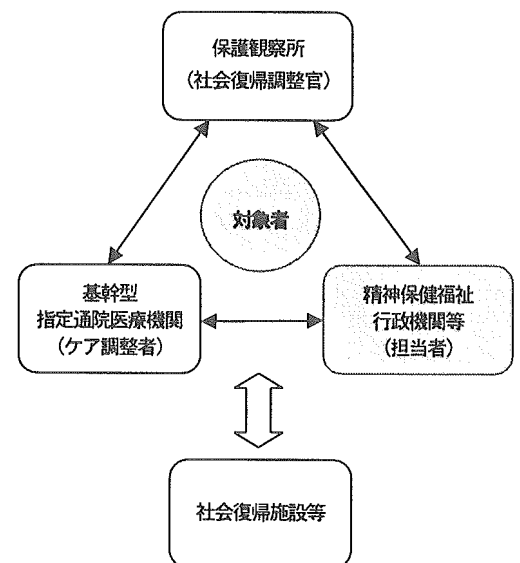 保護観察所
（社会復帰調整官）
対象者
基幹型
指定通院医療機関
（ケア調整者）
精神保健福祉
行政機関等
（担当者）
社会復帰施設等